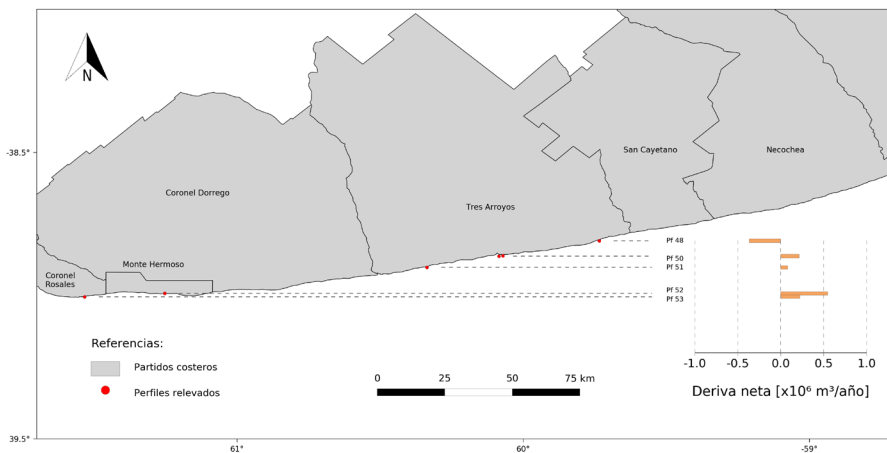 N
-38.5°
San Cayetano
Necochea
Coronel Dorrego
Tres Arroyos
Pf 48
Monte Hermoso
Pf 50
Pf 51
Coronel
Rosales
Pf 52
Pf 53
Referencias:
Partidos costeros
Perfiles relevados
0 25 50 75 km
-1.0 -0.5 0.0 0.5 1.0
Deriva neta [x10⁶ m³/año]
39.5°
61° 60° -59°